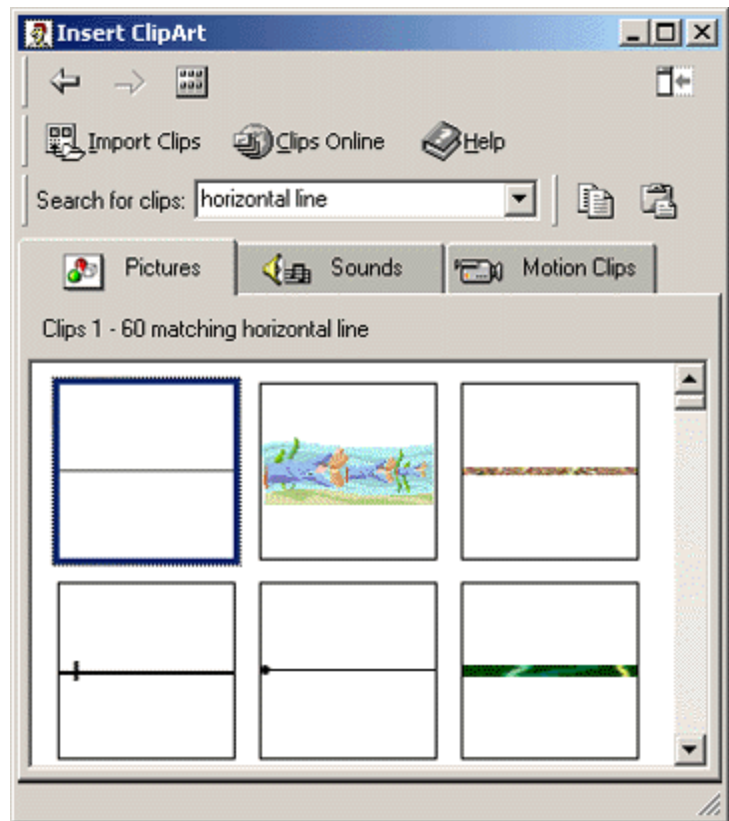 Insert ClipArt
Import Clips Clips Online Help
Search for clips: horizontal line
Pictures Sounds Motion Clips
Clips 1 - 60 matching horizontal line